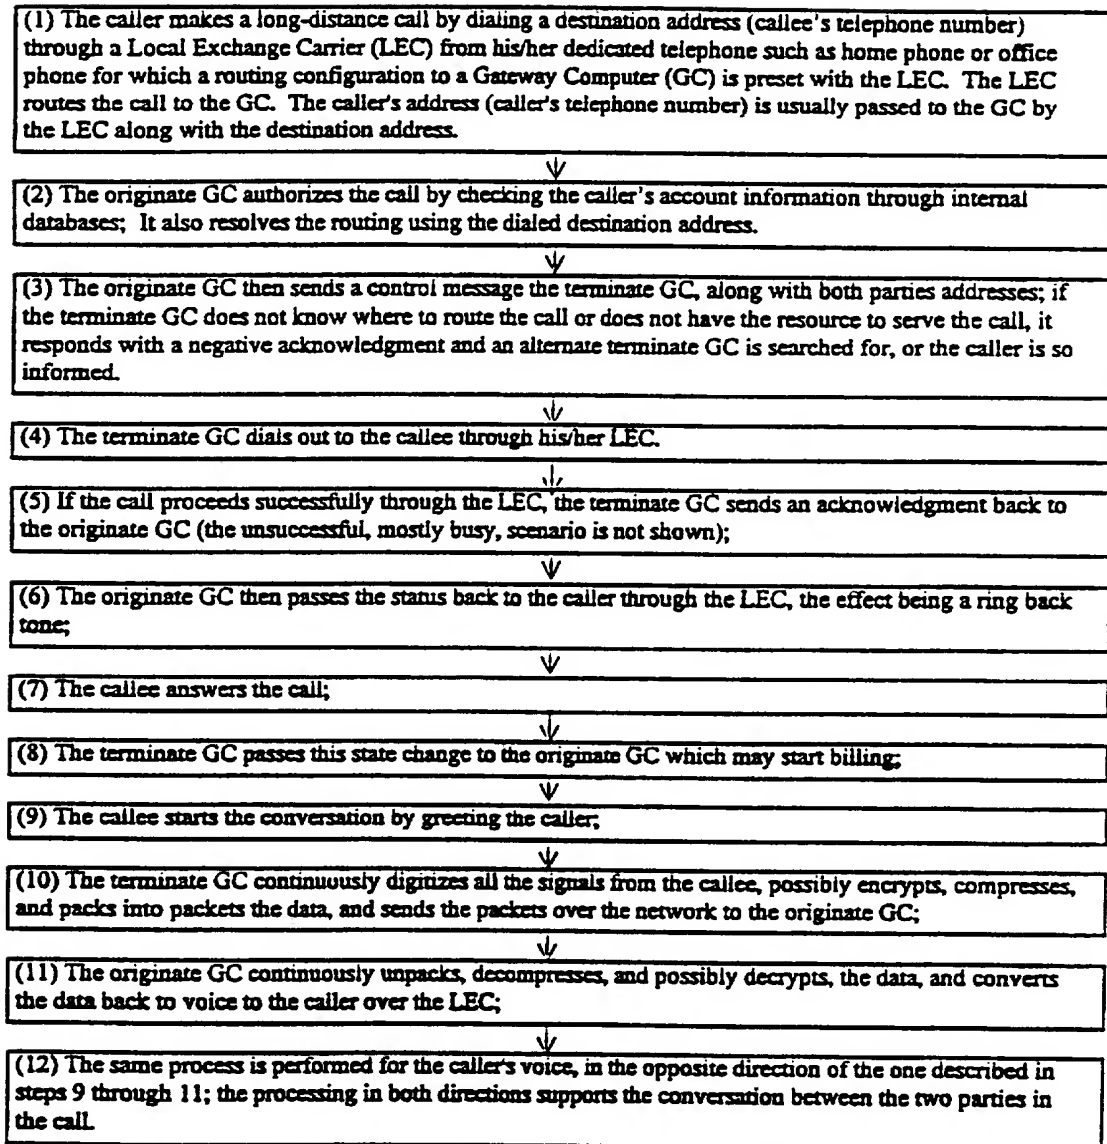 (1) The caller makes a long-distance call by dialing a destination address (callee's telephone number)
through a Local Exchange Carrier (LEC) from his/her dedicated telephone such as home phone or office
phone for which a routing configuration to a Gateway Computer (GC) is preset with the LEC. The LEC
routes the call to the GC. The caller's address (caller's telephone number) is usually passed to the GC by
the LEC along with the destination address.
(2) The originate GC authorizes the call by checking the caller's account information through internal
databases; It also resolves the routing using the dialed destination address.
(3) The originate GC then sends a control message the terminate GC, along with both parties addresses; if
the terminate GC does not know where to route the call or does not have the resource to serve the call, it
responds with a negative acknowledgment and an alternate terminate GC is searched for, or the caller is so
informed.
(4) The terminate GC dials out to the callee through his/her LEC.
(5) If the call proceeds successfully through the LEC, the terminate GC sends an acknowledgment back to
the originate GC (the unsuccessful, mostly busy, scenario is not shown);
(6) The originate GC then passes the status back to the caller through the LEC, the effect being a ring back
tone;
(7) The callee answers the call;
(8) The terminate GC passes this state change to the originate GC which may start billing;
(9) The callee starts the conversation by greeting the caller;
(10) The terminate GC continuously digitizes all the signals from the callee, possibly encrypts, compresses,
and packs into packets the data, and sends the packets over the network to the originate GC;
(11) The originate GC continuously unpacks, decompresses, and possibly decrypts, the data, and converts
the data back to voice to the caller over the LEC;
(12) The same process is performed for the caller's voice, in the opposite direction of the one described in
steps 9 through 11; the processing in both directions supports the conversation between the two parties in
the call.